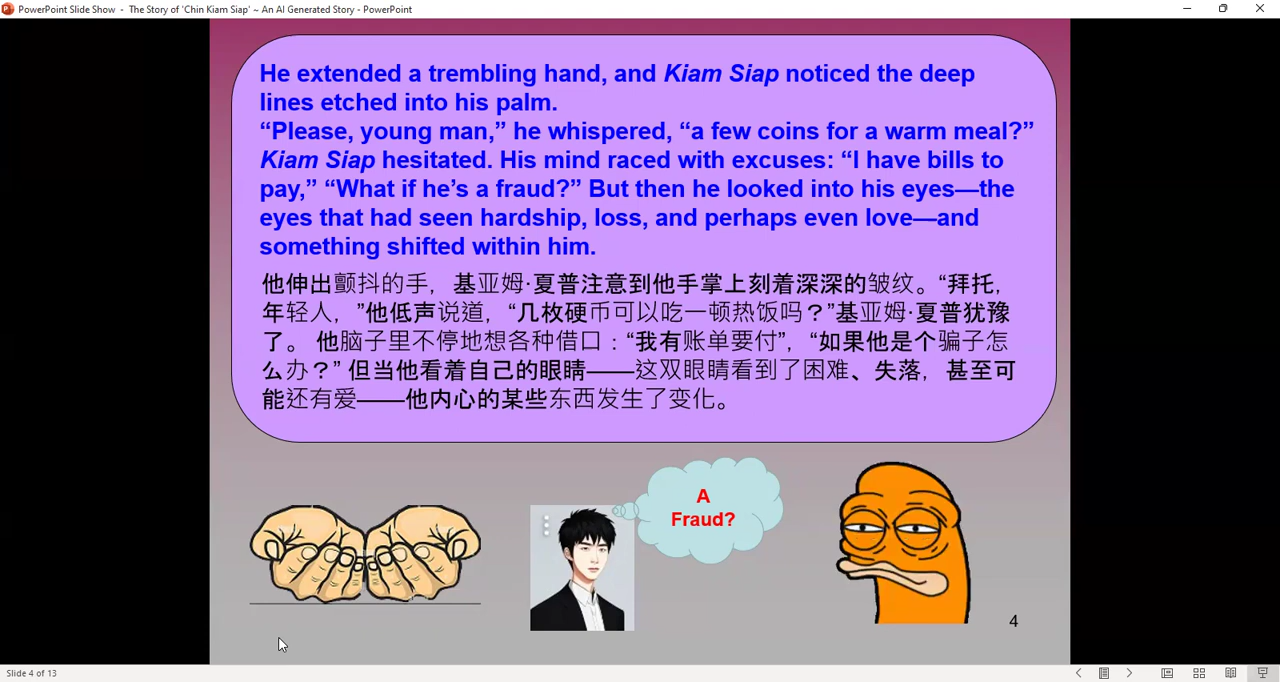 PowerPoint Slide Show - The Story of 'Chin Kiam Siap' ~ An AI Generated Story - PowerPoint
He extended a trembling hand, and Kiam Siap noticed the deep
lines etched into his palm.
“Please, young man,” he whispered, “a few coins for a warm meal?”
Kiam Siap hesitated. His mind raced with excuses: “I have bills to
pay,” “What if he’s a fraud?” But then he looked into his eyes—the
eyes that had seen hardship, loss, and perhaps even love—and
something shifted within him.
他伸出颤抖的手，基亚姆·夏普注意到他手掌上刻着深深的皱纹。“拜托，
年轻人，”他低声说道，“几枚硬币可以吃一顿热饭吗？”基亚姆·夏普犹豫
了。 他脑子里不停地想各种借口：“我有账单要付”，“如果他是个骗子怎
么办？” 但当他看着自己的眼睛——这双眼睛看到了困难、失落，甚至可
能还有爱——他内心的某些东西发生了变化。
A
Fraud?
4
Slide 4 of 13